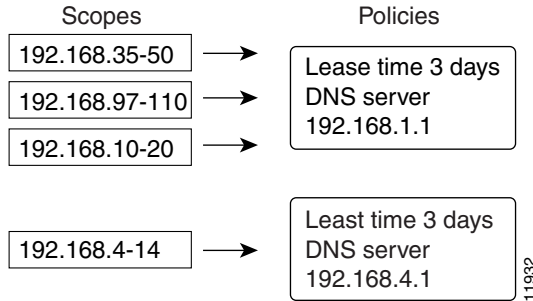 Scopes
Policies
192.168.35-50
192.168.97-110
192.168.10-20
Lease time 3 days
DNS server
192.168.1.1
192.168.4-14
Least time 3 days
DNS server
192.168.4.1
11932